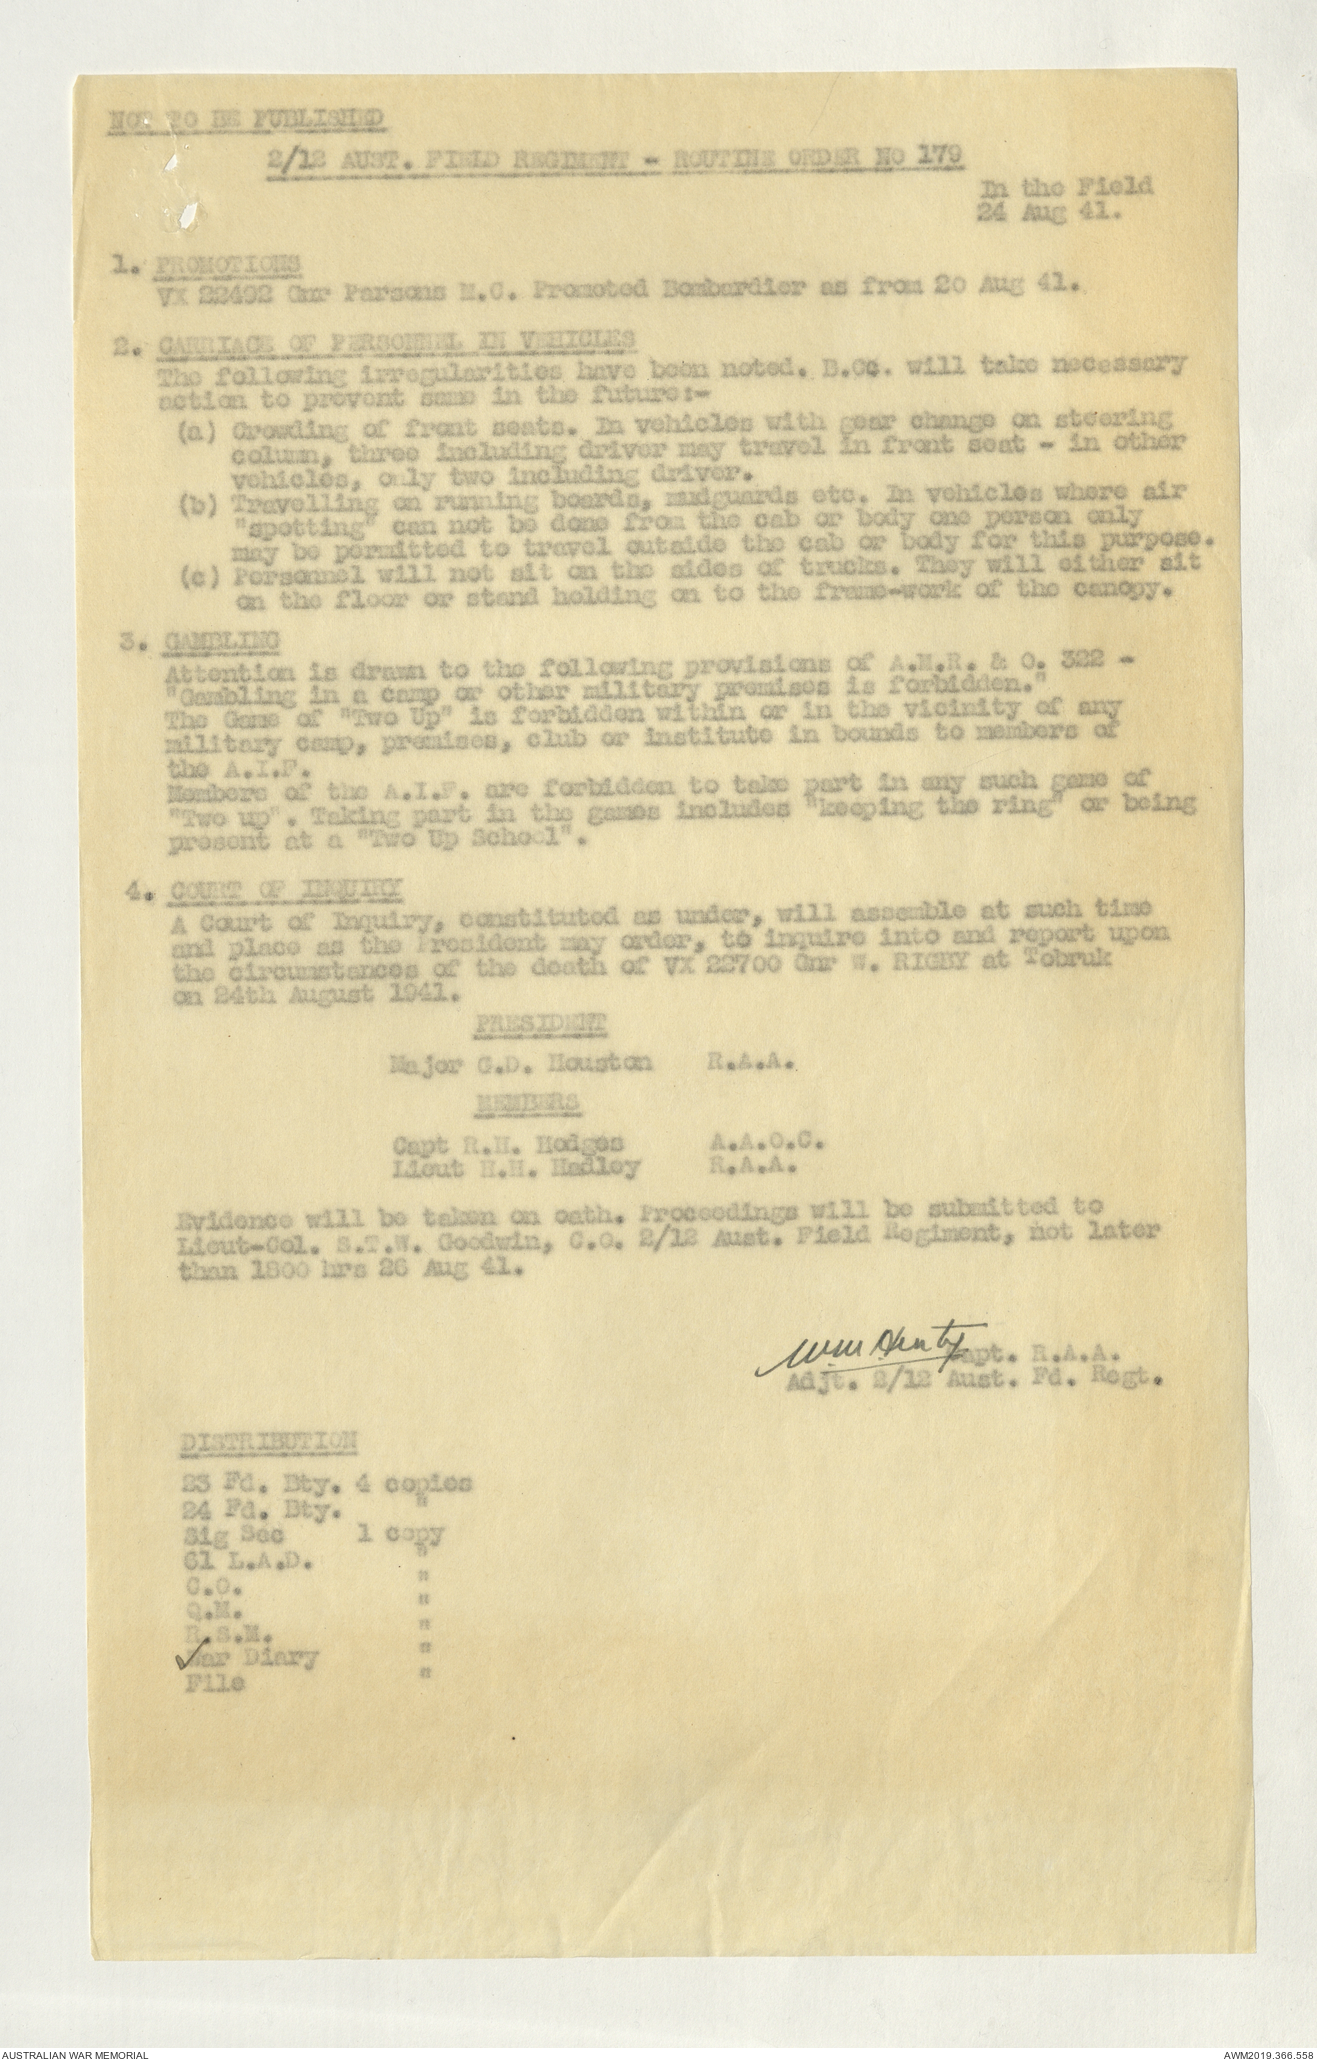 NOT TO BE PUBLISHED
2/12 AUST. FIELD REGIMENT - ROUTINE ORDER NO 179
In the Field
24 Aug 41.
1. PROMOTIONS
VX 22492 Gnr Parsons M.C. Promoted Bombardier as from 20 Aug 41.
2. CARRIAGE OF PERSONNEL IN VEHICLES
The following irregularities have been noted. B.Cs. will take necessary
action to prevent same in the future:-
(a) Crowding of front seats. In vehicles with gear change on steering
column, three including driver may travel in front seat - in other
vehicles, only two including driver.
(b) Travelling on running boards, mudguards etc. In vehicles where air
"spotting" can not be done from the cab or body one person only
may be permitted to travel outside the cab or body for this purpose.
(c) Personnel will not sit on the sides of trucks. They will either sit
on the floor or stand holding on to the frame-work of the canopy.
3. GAMBLING
Attention is drawn to the following provisions of A.M.R. & O. 322 -
"Gambling in a camp or other military premises is forbidden."
The Game of "Two Up" is forbidden within or in the vicinity of any
military camp, premises, club or institute in bounds to members of
the A.I.F.
Members of the A.I.F. are forbidden to take part in any such game of
"Two up". Taking part in the games includes "keeping the ring" or being
present at a "Two Up School".
4. COURT OF INQUIRY
A Court of Inquiry, constituted as under, will assemble at such time
and place as the President may order, to inquire into and report upon
the circumstances of the death of VX 22700 Gnr W. RIGBY at Tobruk
on 24th August 1941.
PRESIDENT
Major G.D. Houston R.A.A.
MEMBERS
Capt R.H. Hodges A.A.O.C.
Lieut H.H. Hadley R.A.A.
Evidence will be taken on oath. Proceedings will be submitted to
Lieut-Col. S.T.W. Goodwin, C.O. 2/12 Aust. Field Regiment, not later
than 1800 hrs 26 Aug 41.
Capt. R.A.A.
Adjt. 2/12 Aust. Fd. Regt.
DISTRIBUTION
23 Fd. Bty. 4 copies
24 Fd. Bty. "
Sig Sec 1 copy
61 L.A.D. "
C.O. "
Q.M. "
R.S.M. "
War Diary "
File "
AUSTRALIAN WAR MEMORIAL
AWM2019.366.558